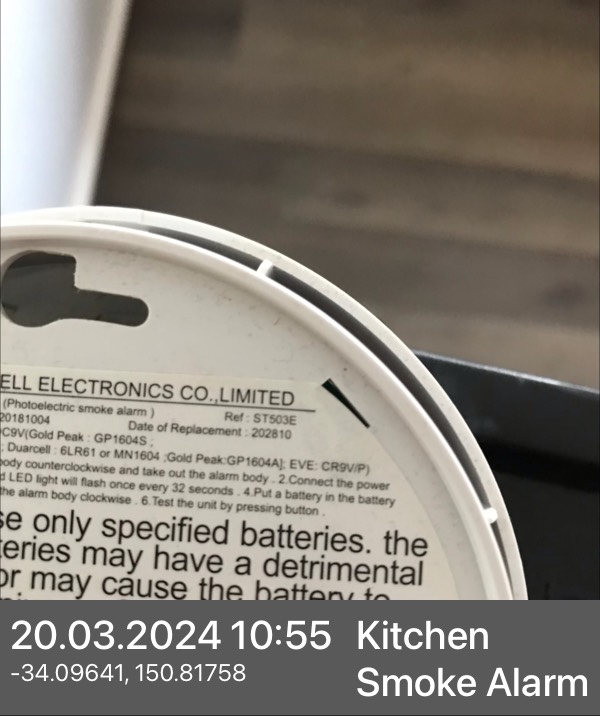 ELL ELECTRONICS CO.,LIMITED
(Photoelectric smoke alarm ) Ref : ST503E
20181004 Date of Replacement : 202810
C9V(Gold Peak : GP1604S ;
; Duarcell : 6LR61 or MN1604 ;Gold Peak:GP1604A]; EVE: CR9V/P)
body counterclockwise and take out the alarm body . 2.Connect the power
d LED light will flash once every 32 seconds . 4.Put a battery in the battery
the alarm body clockwise . 6.Test the unit by pressing button .
se only specified batteries. the
teries may have a detrimental
or may cause the battery to
20.03.2024 10:55 Kitchen
-34.09641, 150.81758 Smoke Alarm